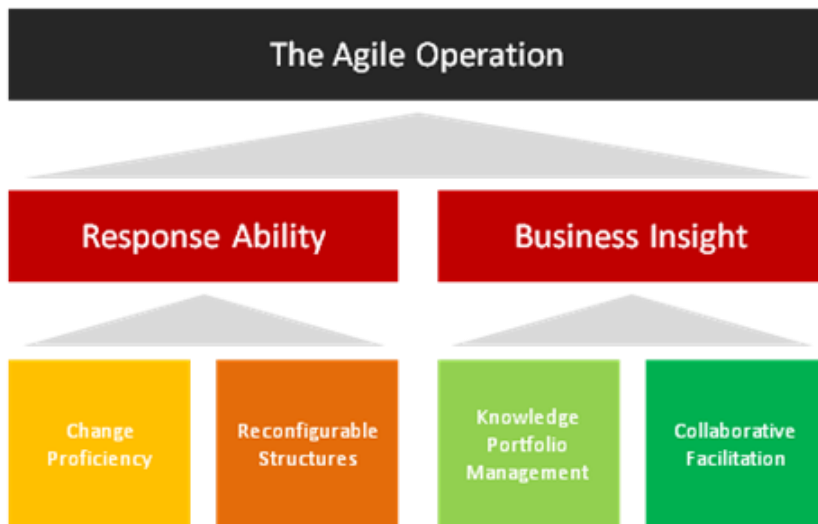 The Agile Operation
Response Ability
Business Insight
Change
Proficiency
Reconfigurable
Structures
Knowledge
Portfolio
Management
Collaborative
Facilitation